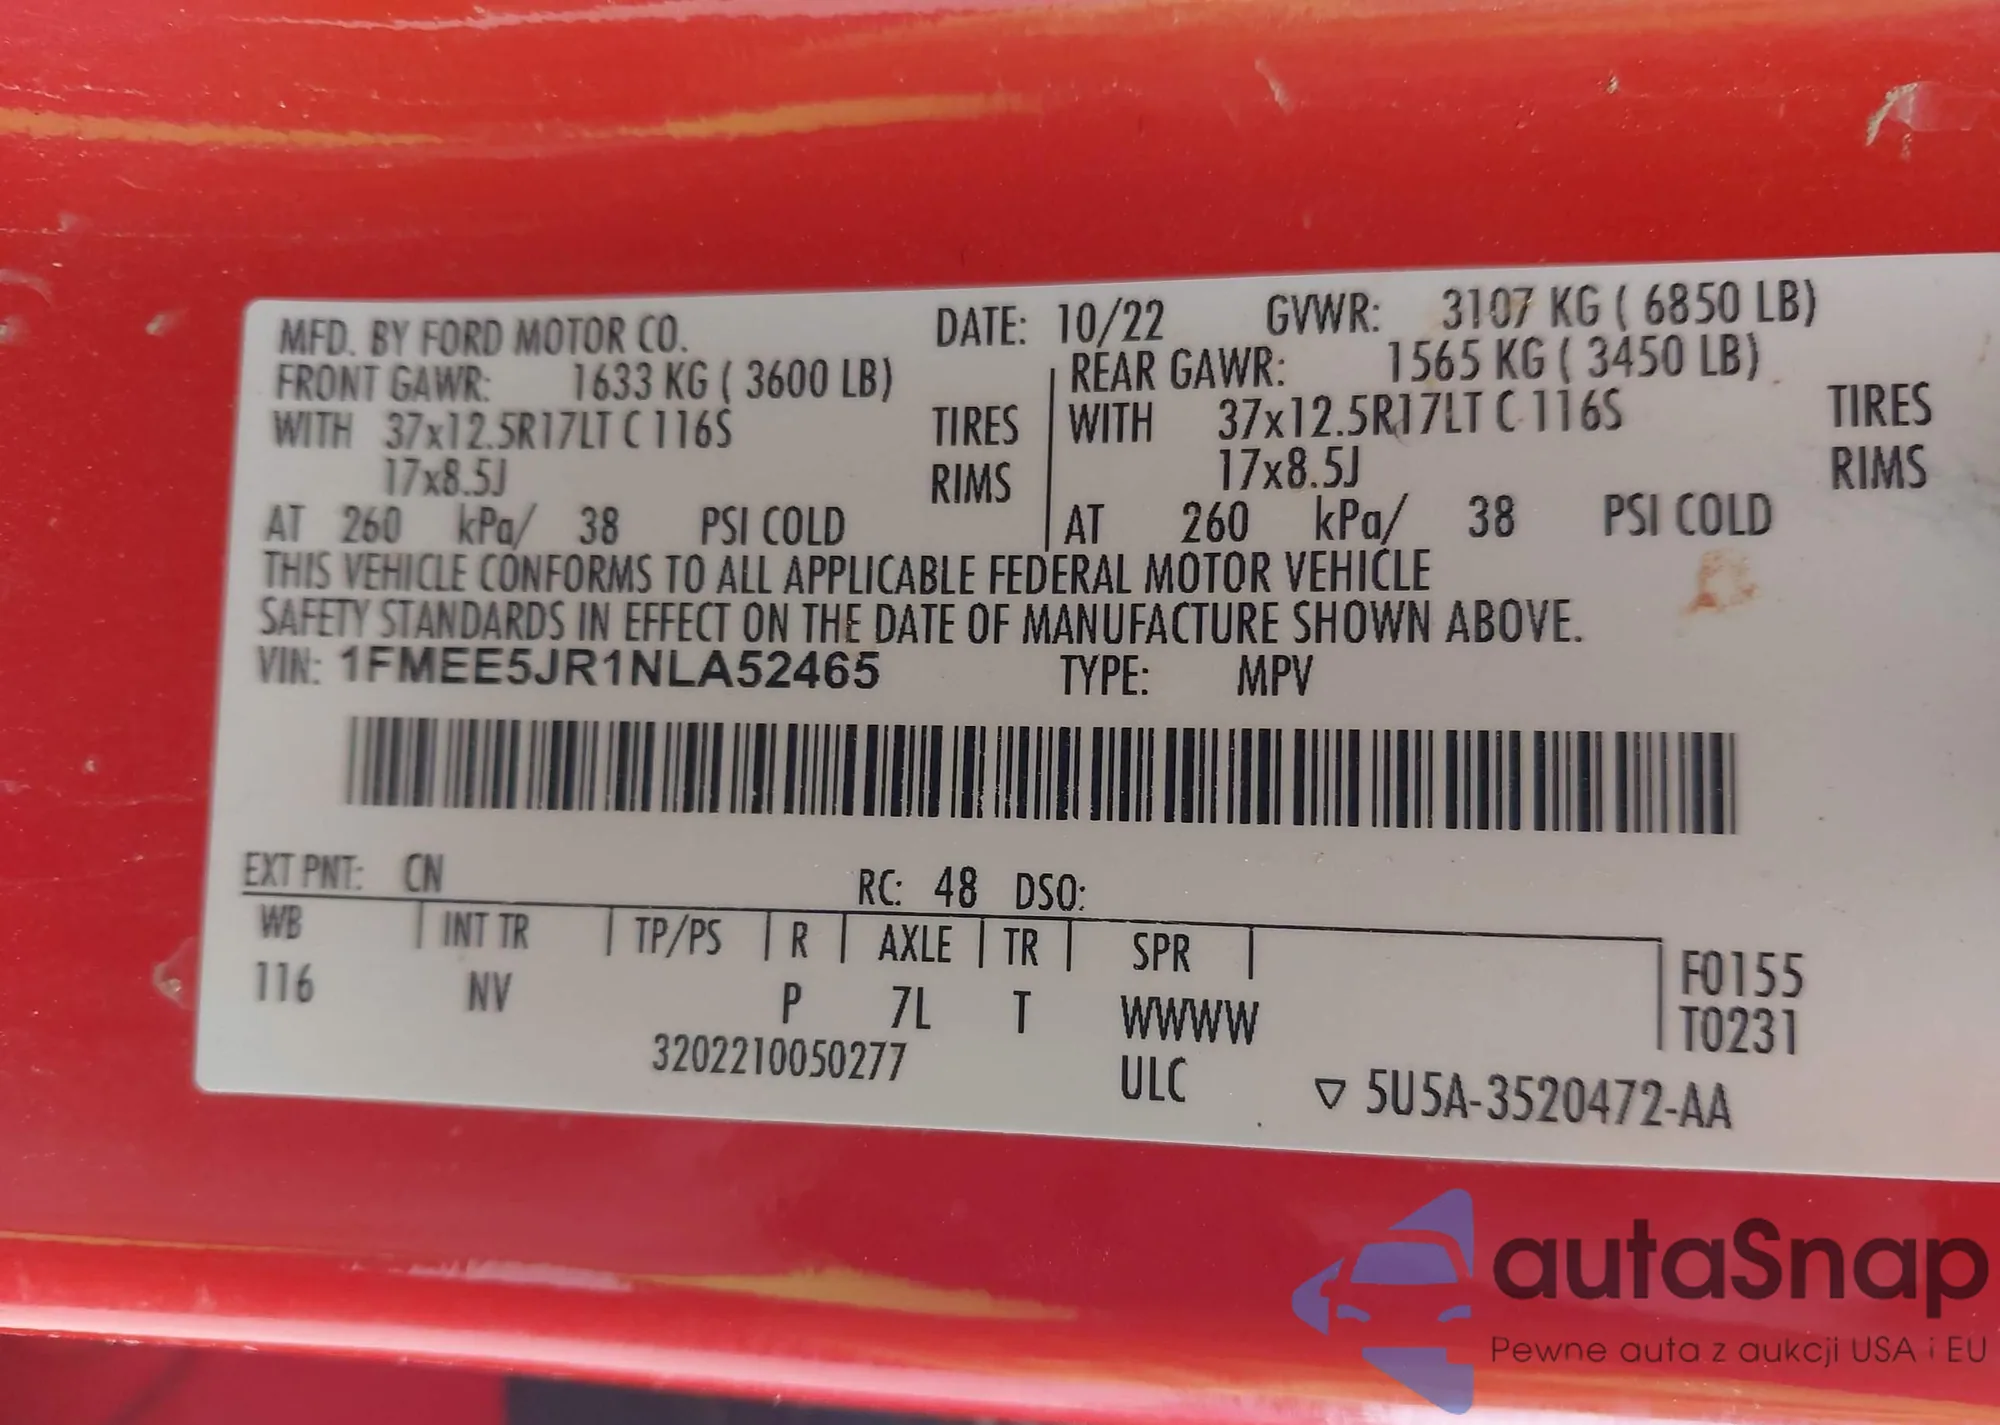 MFD. BY FORD MOTOR CO. DATE: 10/22 GVWR: 3107 KG ( 6850 LB)
FRONT GAWR: 1633 KG ( 3600 LB) REAR GAWR: 1565 KG ( 3450 LB)
WITH 37x12.5R17LT C 116S TIRES WITH 37x12.5R17LT C 116S TIRES
17x8.5J RIMS 17x8.5J RIMS
AT 260 kPa/ 38 PSI COLD AT 260 kPa/ 38 PSI COLD
THIS VEHICLE CONFORMS TO ALL APPLICABLE FEDERAL MOTOR VEHICLE
SAFETY STANDARDS IN EFFECT ON THE DATE OF MANUFACTURE SHOWN ABOVE.
VIN: 1FMEE5JR1NLA52465 TYPE: MPV
EXT PNT: CN RC: 48 DSO:
WB INT TR TP/PS R AXLE TR SPR F0155
116 NV P 7L T WWWW T0231
3202210050277 ULC ▽ 5U5A-3520472-AA
autaSnap
Pewne auta z aukcji USA i EU